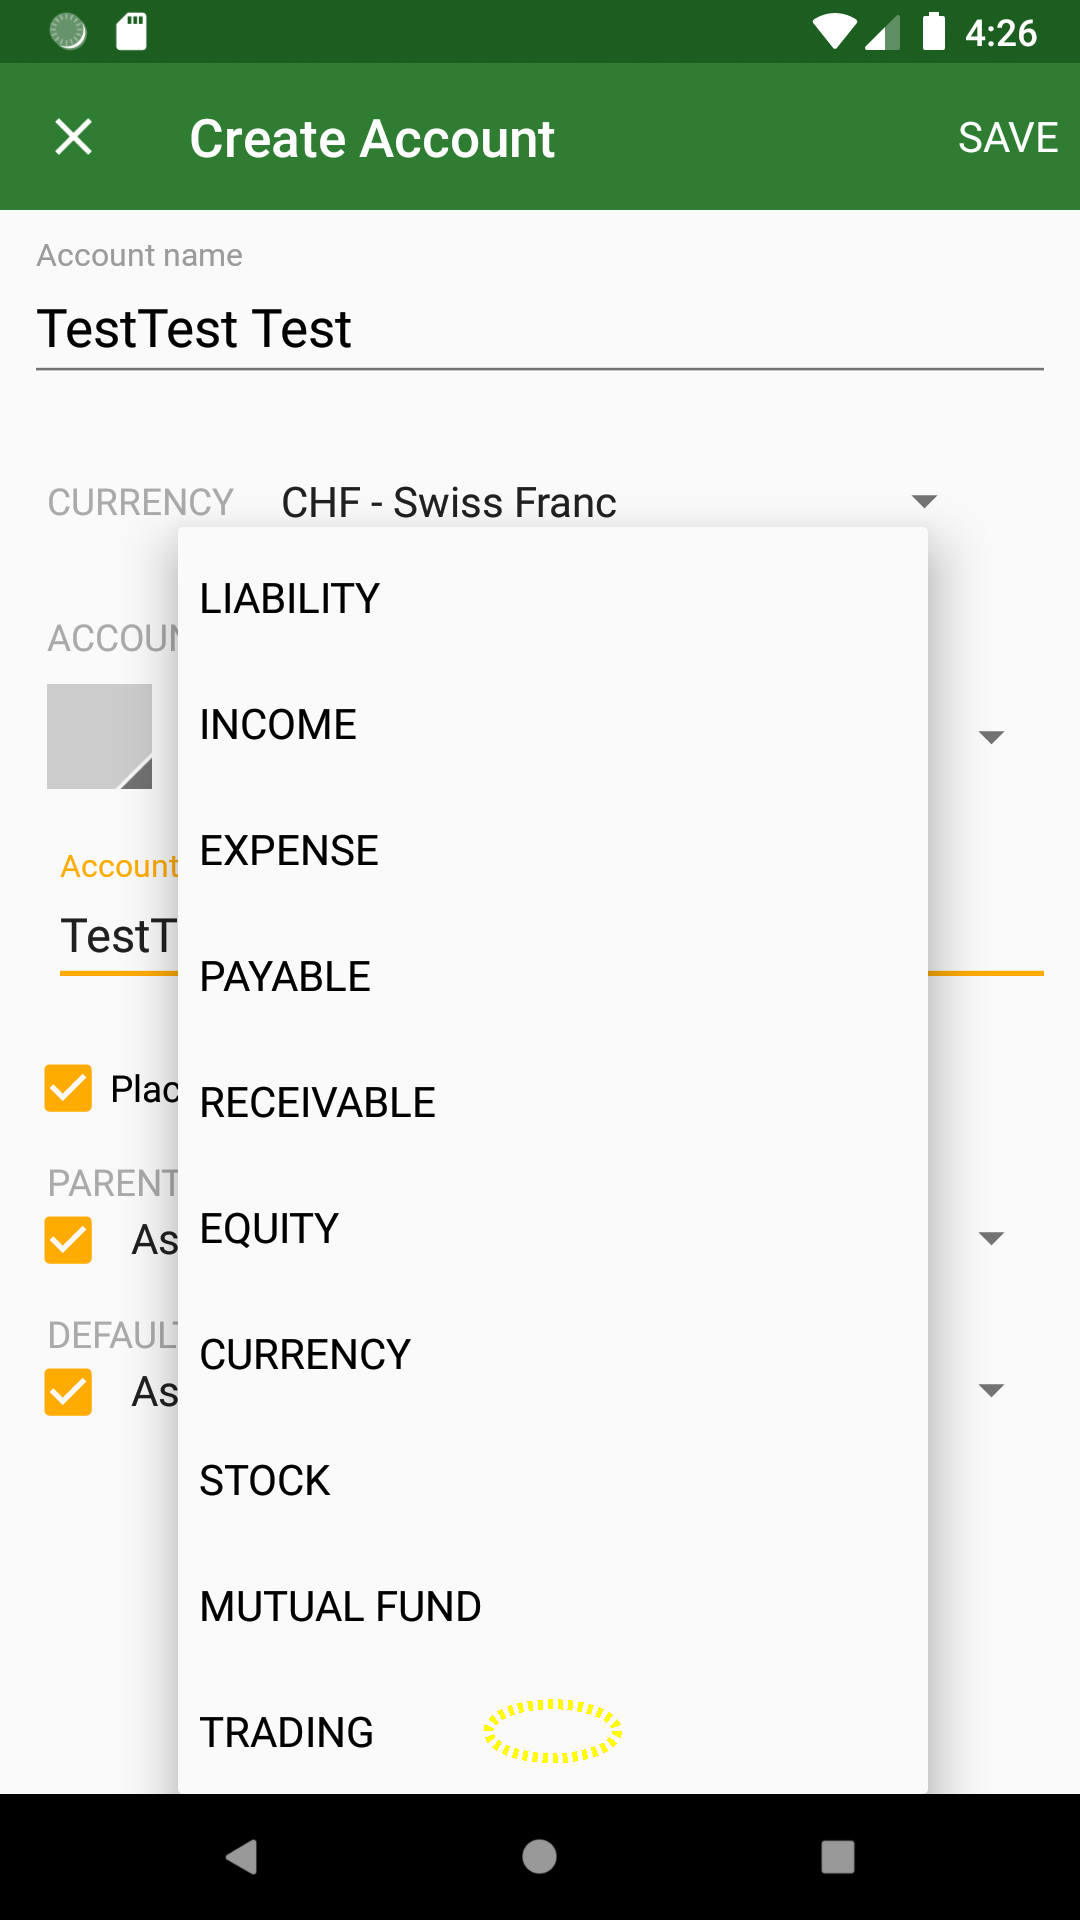 4:26
Create Account
SAVE
Account name
TestTest Test
CURRENCY
CHF - Swiss Franc
LIABILITY
ACCOUN
INCOME
EXPENSE
Account
TestT
PAYABLE
Plac
RECEIVABLE
PARENT
EQUITY
As
DEFAULT
CURRENCY
As
STOCK
MUTUAL FUND
TRADING